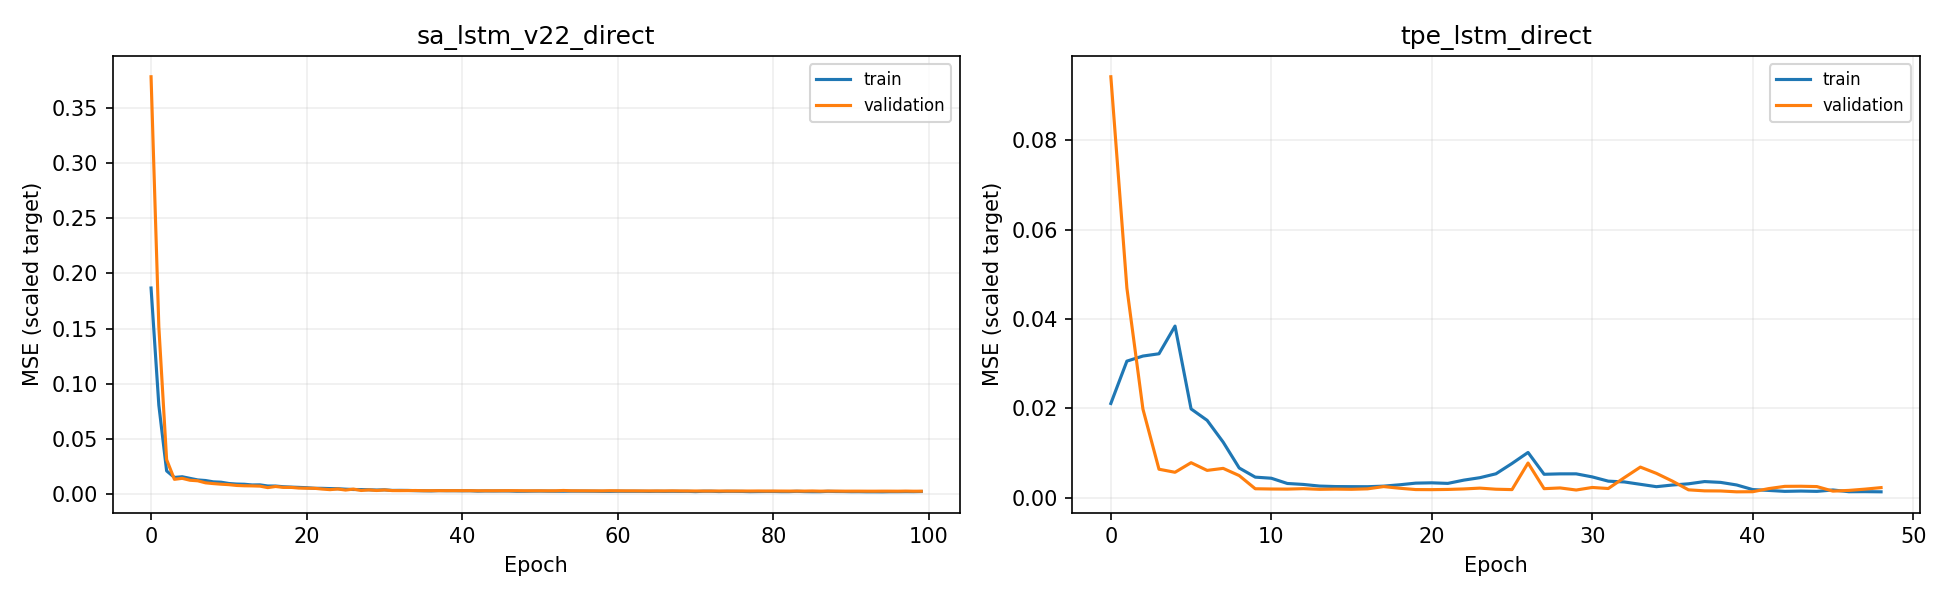 sa_lstm_v22_direct
MSE (scaled target)
0.35
0.30
0.25
0.20
0.15
0.10
0.05
0.00
0
20
40
60
80
100
Epoch
train
validation
tpe_lstm_direct
MSE (scaled target)
0.08
0.06
0.04
0.02
0.00
0
10
20
30
40
50
Epoch
train
validation